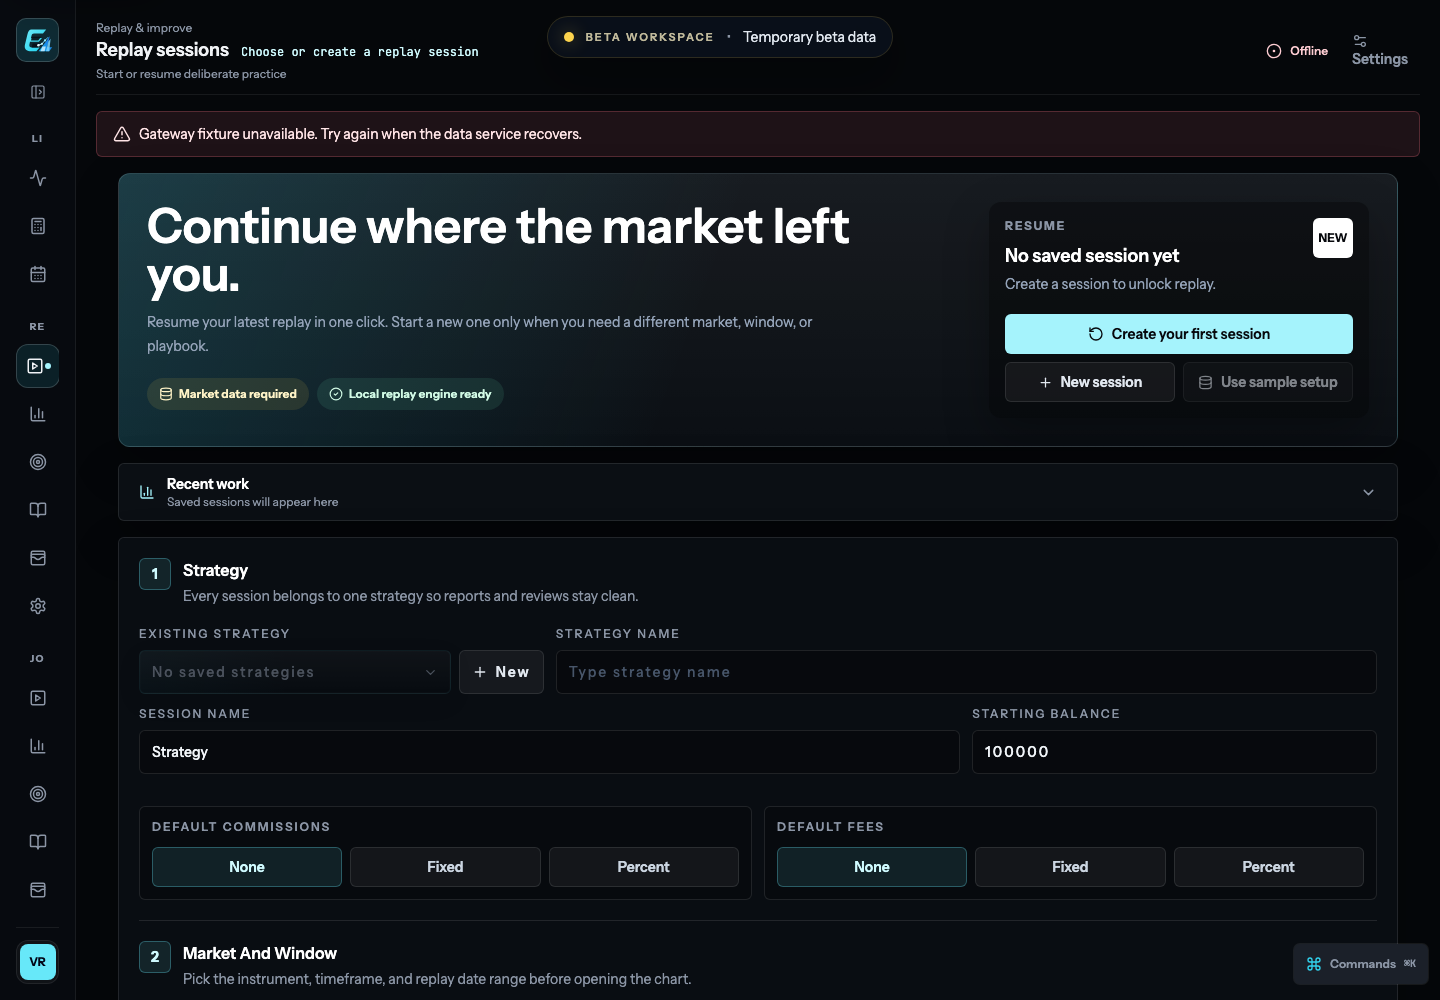 Replay & improve
Replay sessions Choose or create a replay session
Start or resume deliberate practice
BETA WORKSPACE · Temporary beta data
Offline
Settings
LI
RE
JO
VR
Gateway fixture unavailable. Try again when the data service recovers.
Continue where the market left
you.
Resume your latest replay in one click. Start a new one only when you need a different market, window, or
playbook.
Market data required
Local replay engine ready
RESUME
NEW
No saved session yet
Create a session to unlock replay.
Create your first session
New session
Use sample setup
Recent work
Saved sessions will appear here
1
Strategy
Every session belongs to one strategy so reports and reviews stay clean.
EXISTING STRATEGY
STRATEGY NAME
No saved strategies
New
Type strategy name
SESSION NAME
STARTING BALANCE
Strategy
100000
DEFAULT COMMISSIONS
None
Fixed
Percent
DEFAULT FEES
None
Fixed
Percent
2
Market And Window
Pick the instrument, timeframe, and replay date range before opening the chart.
Commands ⌘K